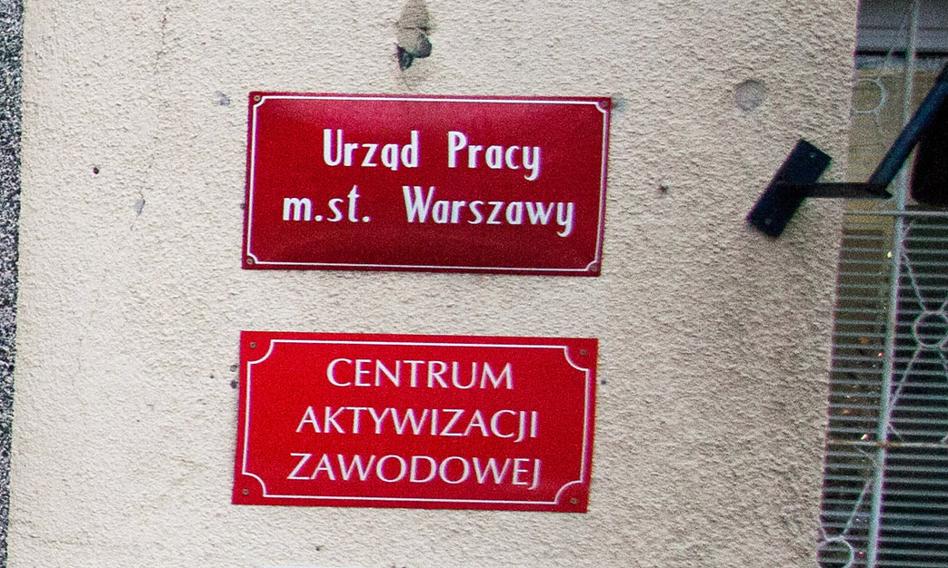 Urząd Pracy
m.st. Warszawy
CENTRUM
AKTYWIZACJI
ZAWODOWEJ